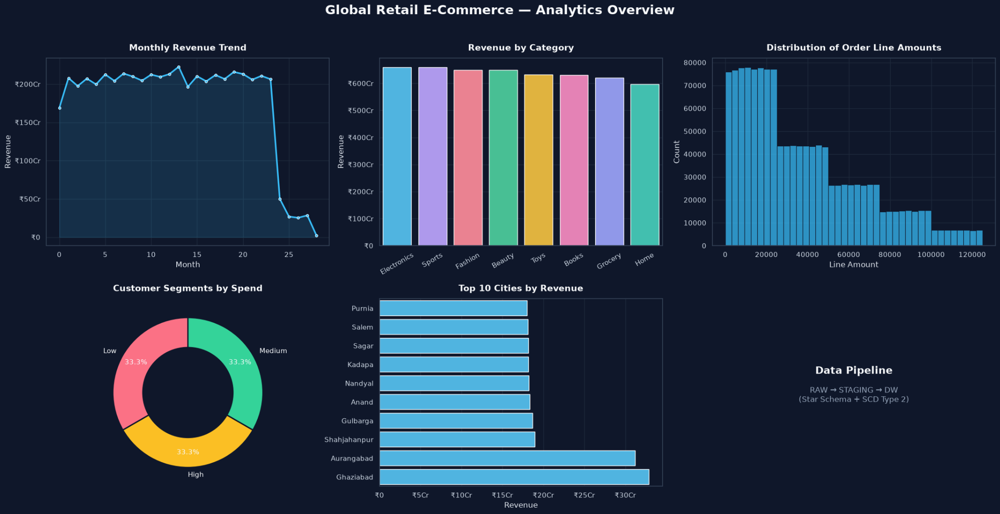 Global Retail E-Commerce — Analytics Overview
Monthly Revenue Trend
Revenue
₹200Cr
₹150Cr
₹100Cr
₹50Cr
₹0
0 5 10 15 20 25
Month
Revenue by Category
Revenue
₹600Cr
₹500Cr
₹400Cr
₹300Cr
₹200Cr
₹100Cr
₹0
Electronics Sports Fashion Beauty Toys Books Grocery Home
Distribution of Order Line Amounts
Count
80000
70000
60000
50000
40000
30000
20000
10000
0
0 20000 40000 60000 80000 100000 120000
Line Amount
Customer Segments by Spend
Low
33.3%
Medium
33.3%
33.3%
High
Top 10 Cities by Revenue
Purnia
Salem
Sagar
Kadapa
Nandyal
Anand
Gulbarga
Shahjahanpur
Aurangabad
Ghaziabad
₹0 ₹5Cr ₹10Cr ₹15Cr ₹20Cr ₹25Cr ₹30Cr
Revenue
Data Pipeline
RAW → STAGING → DW
(Star Schema + SCD Type 2)